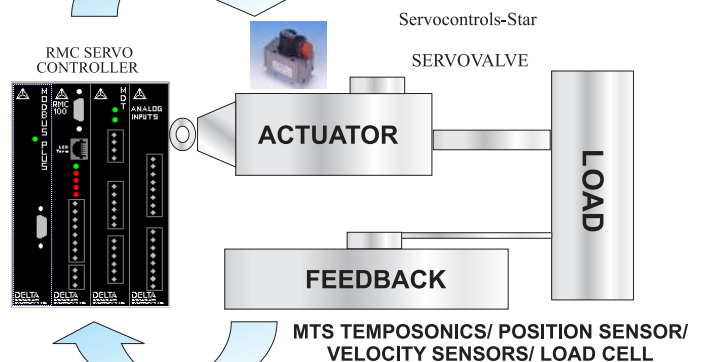 Servocontrols-Star
RMC SERVO
CONTROLLER
SERVOVALVE
MODBUS PLUS
RMC
100
MDT
ANALOG
INPUTS
ACTUATOR
LOAD
FEEDBACK
DELTA
DELTA
DELTA
DELTA
MTS TEMPOSONICS/ POSITION SENSOR/
VELOCITY SENSORS/ LOAD CELL